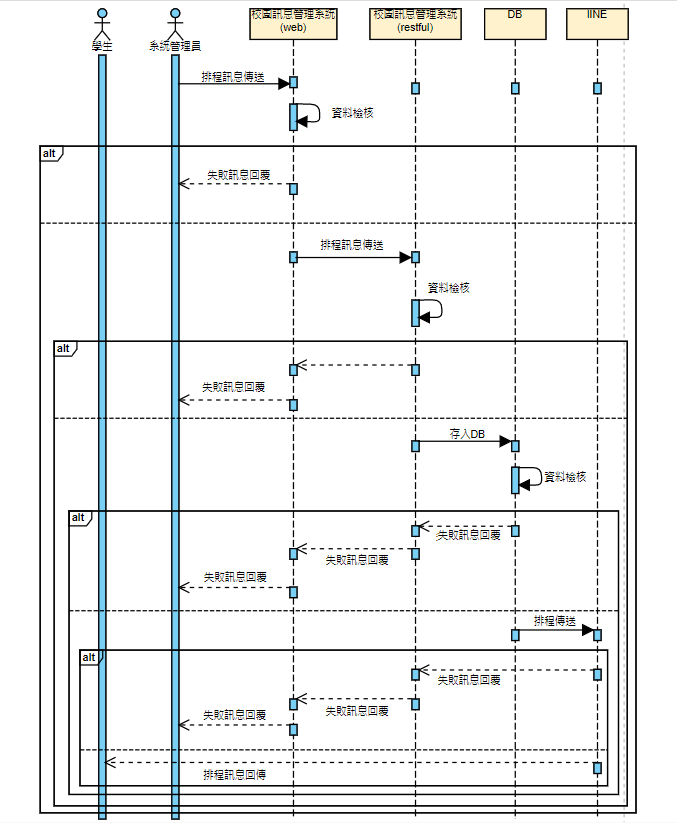 學生
系統管理員
校園訊息管理系統
(web)
校園訊息管理系統
(restful)
DB
lINE
排程訊息傳送
資料檢核
alt
失敗訊息回覆
排程訊息傳送
資料檢核
alt
失敗訊息回覆
存入DB
資料檢核
alt
失敗訊息回覆
失敗訊息回覆
失敗訊息回覆
排程傳送
alt
失敗訊息回覆
失敗訊息回覆
失敗訊息回覆
排程訊息回傳